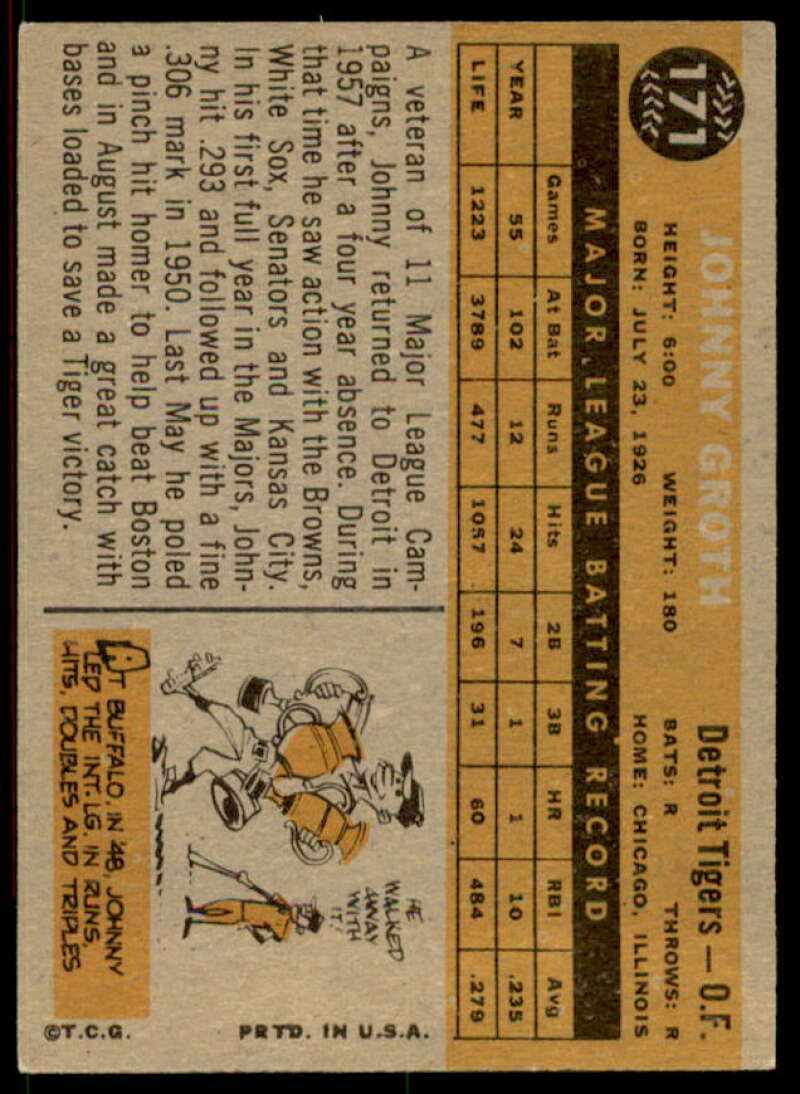 171
JOHNNY GROTH
Detroit Tigers — O.F.
HEIGHT: 6:00 WEIGHT: 180 BATS: R THROWS: R
BORN: JULY 23, 1926 HOME: CHICAGO, ILLINOIS
MAJOR LEAGUE BATTING RECORD
Games At Bat Runs Hits 2B 3B HR RBI Avg
YEAR 55 102 12 24 7 1 1 10 .235
LIFE 1223 3789 477 1057 196 31 60 484 .279
A veteran of 11 Major League Cam-
paigns, Johnny returned to Detroit in
1957 after a four year absence. During
that time he saw action with the Browns,
White Sox, Senators and Kansas City.
In his first full year in the Majors, John-
ny hit .293 and followed up with a fine
.306 mark in 1950. Last May he poled
a pinch hit homer to help beat Boston
and in August made a great catch with
bases loaded to save a Tiger victory.
HE
WALKED
AWAY
WITH
IT!
AT BUFFALO, IN '48, JOHNNY
LED THE INT. LG. IN RUNS,
HITS, DOUBLES AND TRIPLES
©T.C.G. PRTD. IN U.S.A.